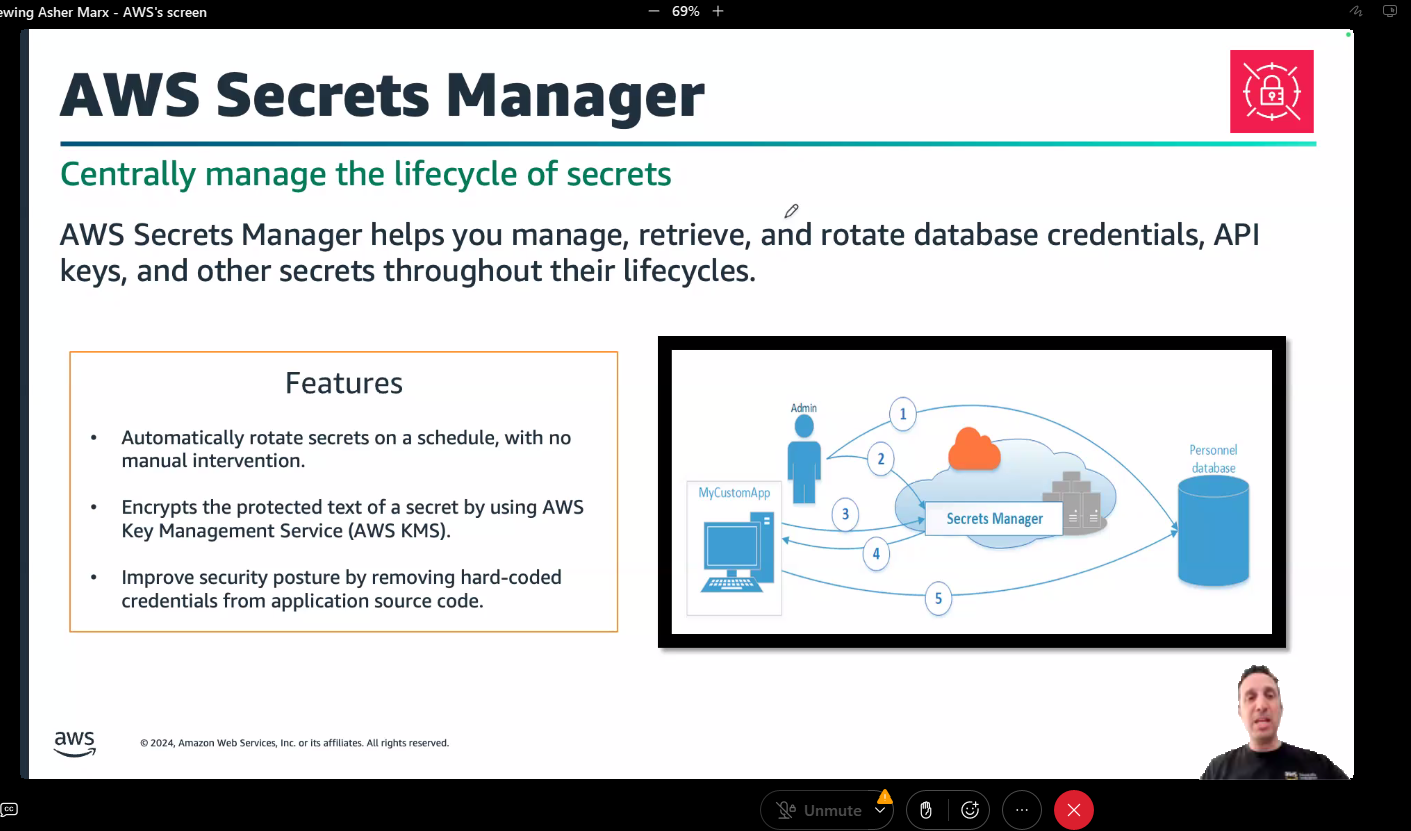 ewing Asher Marx - AWS's screen
69%
AWS Secrets Manager
Centrally manage the lifecycle of secrets
AWS Secrets Manager helps you manage, retrieve, and rotate database credentials, API
keys, and other secrets throughout their lifecycles.
Features
• Automatically rotate secrets on a schedule, with no
manual intervention.
• Encrypts the protected text of a secret by using AWS
Key Management Service (AWS KMS).
• Improve security posture by removing hard-coded
credentials from application source code.
Admin
1
2
Personnel
database
MyCustomApp
3
Secrets Manager
4
5
aws
© 2024, Amazon Web Services, Inc. or its affiliates. All rights reserved.
aws
CC
Unmute